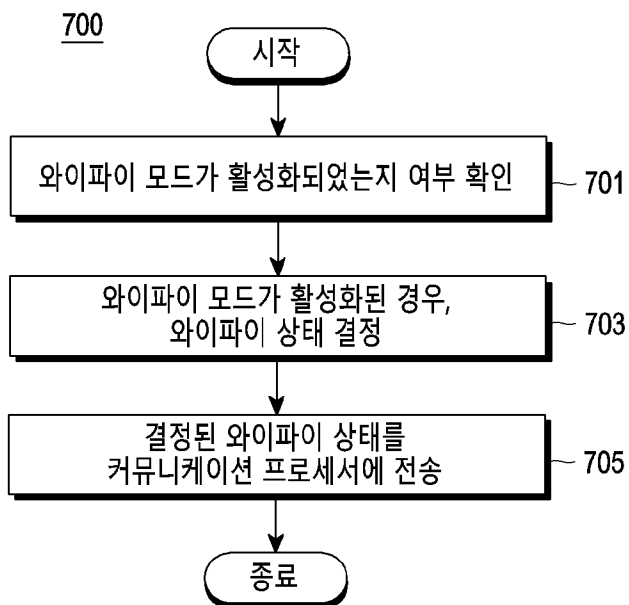 700
시작
와이파이 모드가 활성화되었는지 여부 확인
701
와이파이 모드가 활성화된 경우,
와이파이 상태 결정
703
결정된 와이파이 상태를
커뮤니케이션 프로세서에 전송
705
종료